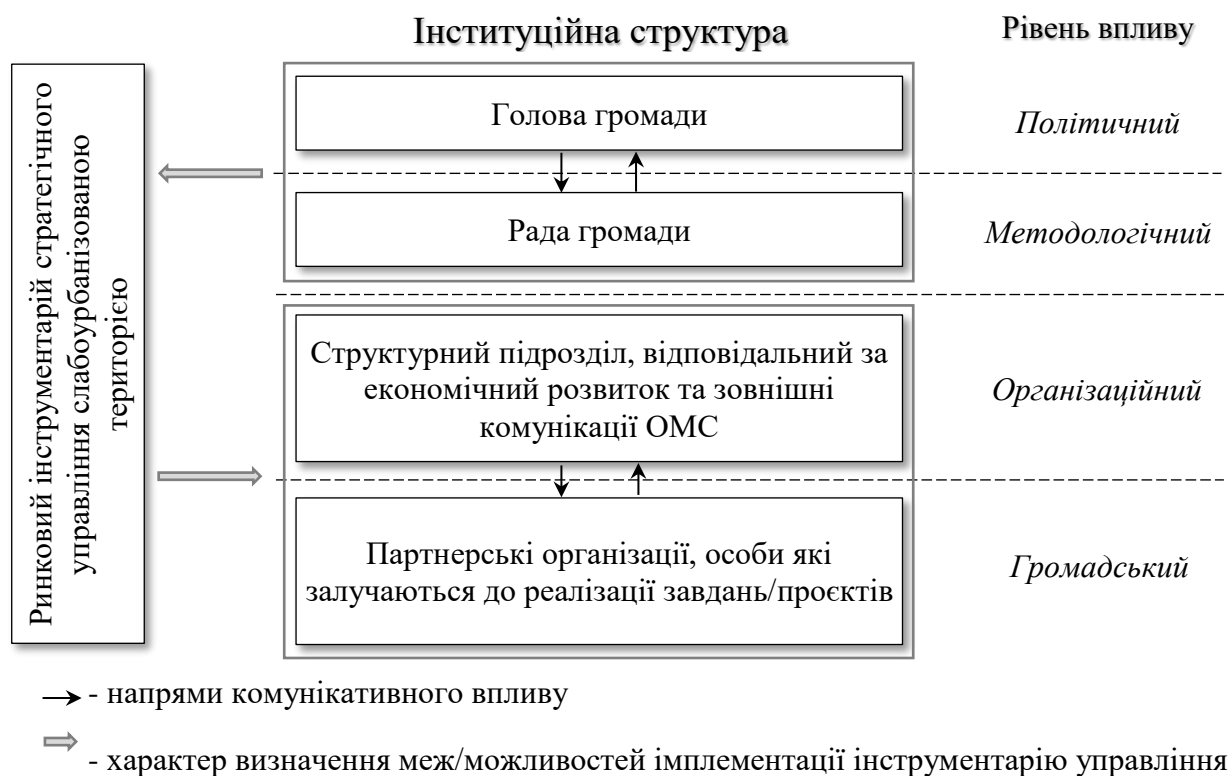 Інституційна структура
Рівень впливу
Ринковий інструментарій стратегічного
управління слабоурбанізованою
територією
Голова громади
Політичний
Рада громади
Методологічний
Структурний підрозділ, відповідальний за
економічний розвиток та зовнішні
комунікації ОМС
Організаційний
Партнерські організації, особи які
залучаються до реалізації завдань/проєктів
Громадський
- напрями комунікативного впливу
- характер визначення меж/можливостей імплементації інструментарію управління